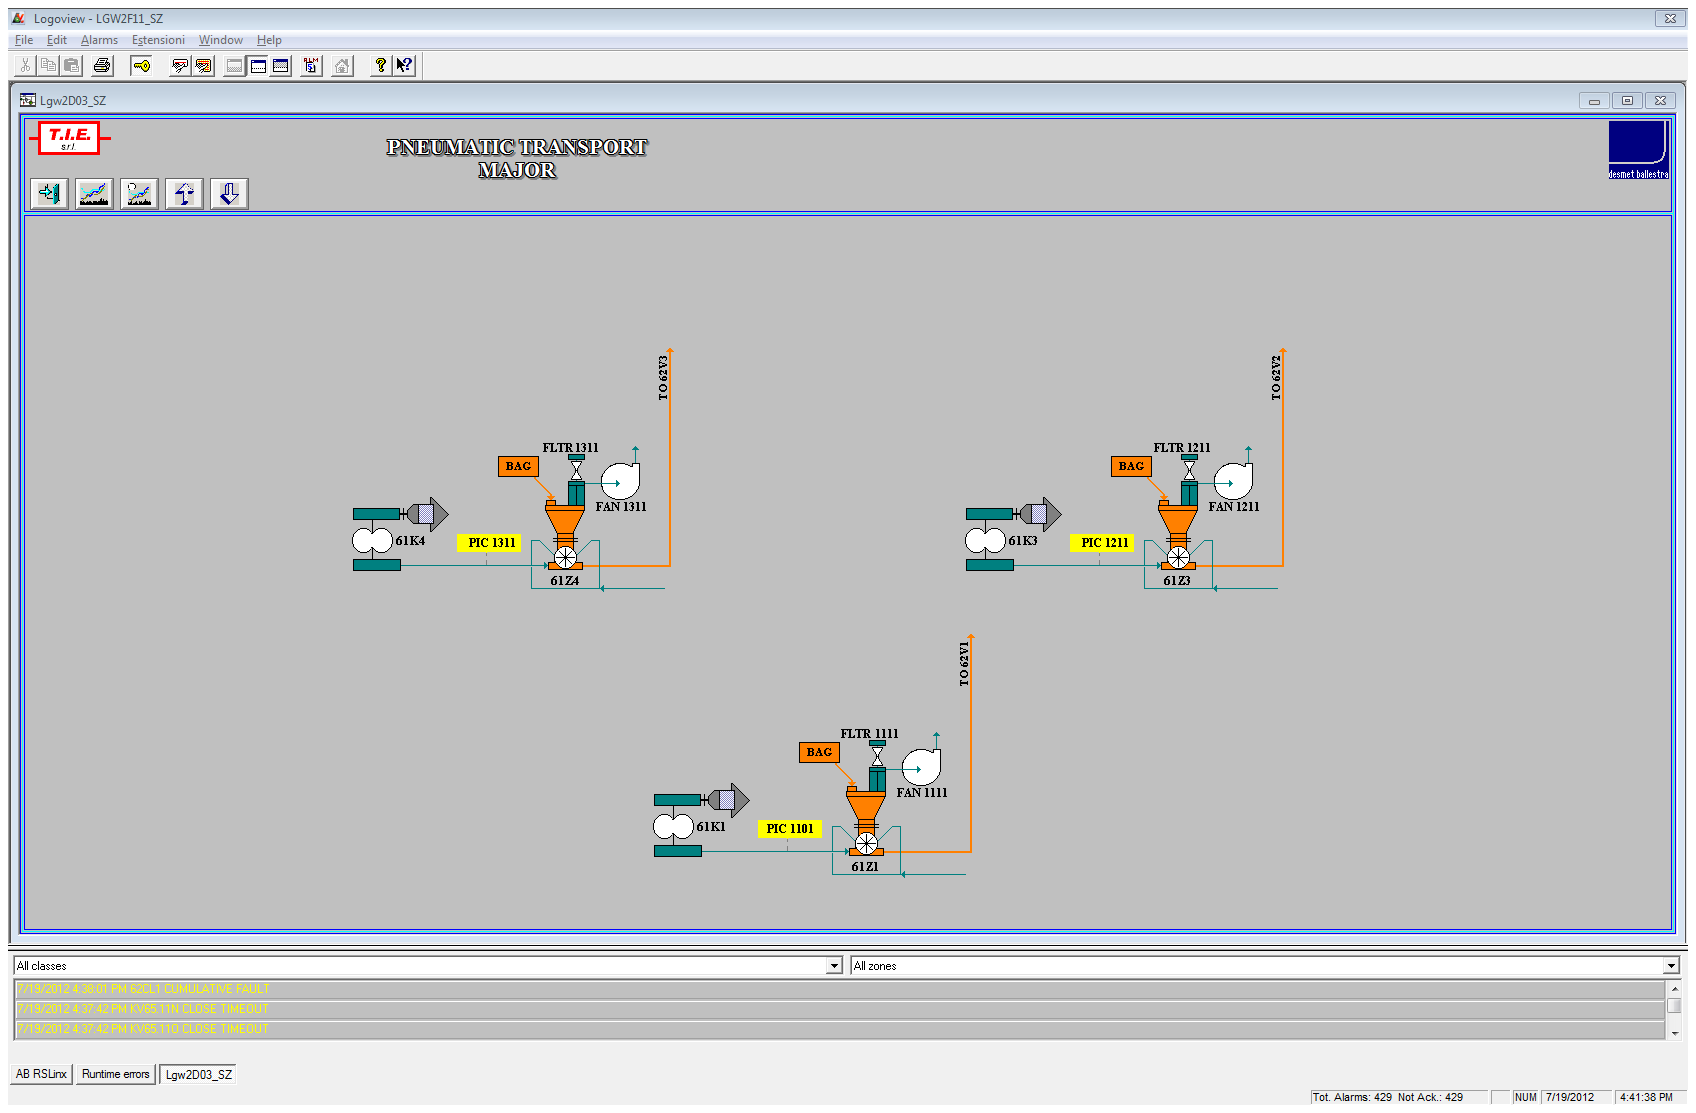 Logoview - LGW2F11_SZ
File Edit Alarms Estensioni Window Help
Lgw2D03_SZ
T.I.E.
s.r.l.
PNEUMATIC TRANSPORT
MAJOR
desmet ballestra
TO 62V3
FLTR 1311
BAG
FAN 1311
61K4
PIC 1311
61Z4
TO 62V2
FLTR 1211
BAG
FAN 1211
61K3
PIC 1211
61Z3
TO 62V1
FLTR 1111
BAG
FAN 1111
61K1
PIC 1101
61Z1
All classes
All zones
7/19/2012 4:38:01 PM 62CL1 CUMULATIVE FAULT
7/19/2012 4:37:42 PM KV65.11N CLOSE TIMEOUT
7/19/2012 4:37:42 PM KV65.11O CLOSE TIMEOUT
AB RSLinx
Runtime errors
Lgw2D03_SZ
Tot. Alarms: 429 Not Ack.: 429
NUM
7/19/2012
4:41:38 PM